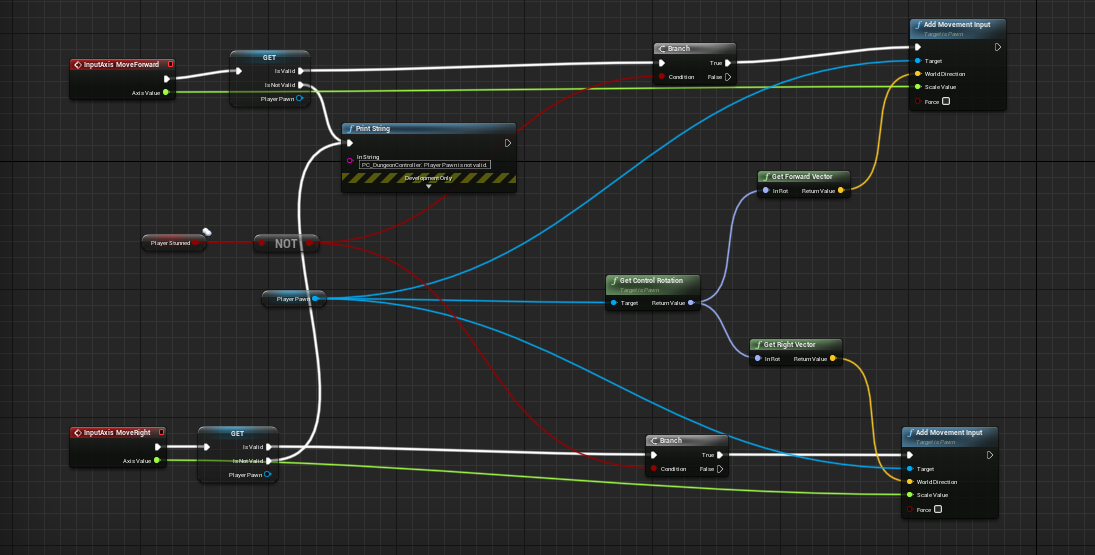 Add Movement Input
Target is Pawn
Target
World Direction
Scale Value
Force
Branch
True
Condition
False
InputAxis MoveForward
Axis Value
GET
Is Valid
Is Not Valid
Player Pawn
Print String
In String
PC_DungeonController: Player Pawn is not valid.
Development Only
Get Forward Vector
In Rot
Return Value
Player Stunned
NOT
Player Pawn
Get Control Rotation
Target is Pawn
Target
Return Value
Get Right Vector
In Rot
Return Value
InputAxis MoveRight
Axis Value
GET
Is Valid
Is Not Valid
Player Pawn
Branch
True
Condition
False
Add Movement Input
Target is Pawn
Target
World Direction
Scale Value
Force